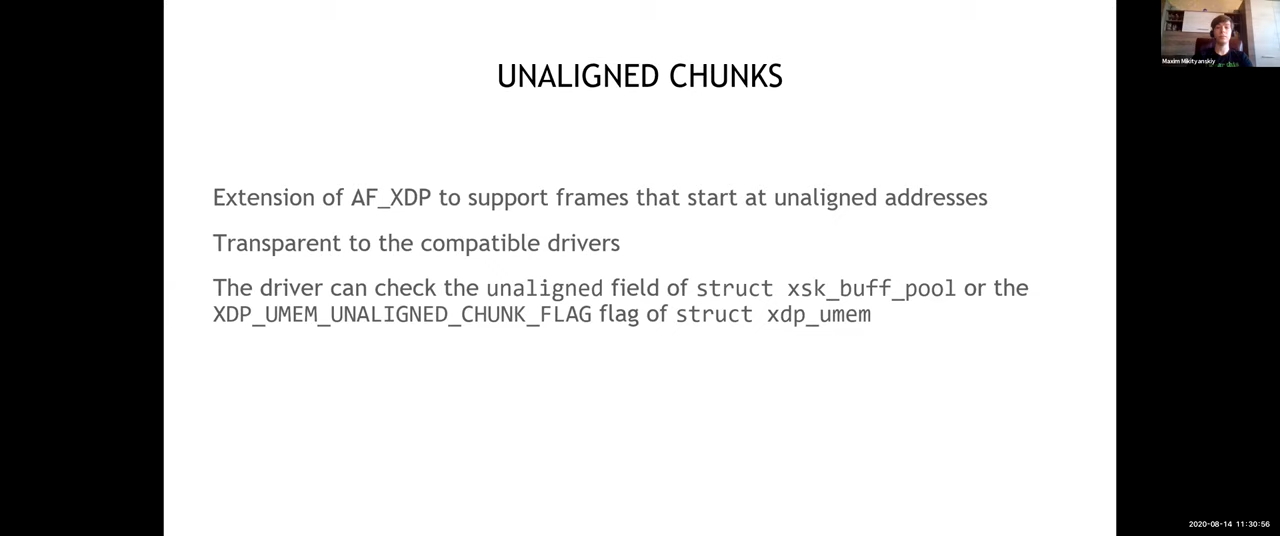 UNALIGNED CHUNKS
Maxim Mikityanskiy
Extension of AF_XDP to support frames that start at unaligned addresses
Transparent to the compatible drivers
The driver can check the unaligned field of struct xsk_buff_pool or the
XDP_UMEM_UNALIGNED_CHUNK_FLAG flag of struct xdp_umem
2020-08-14 11:30:56